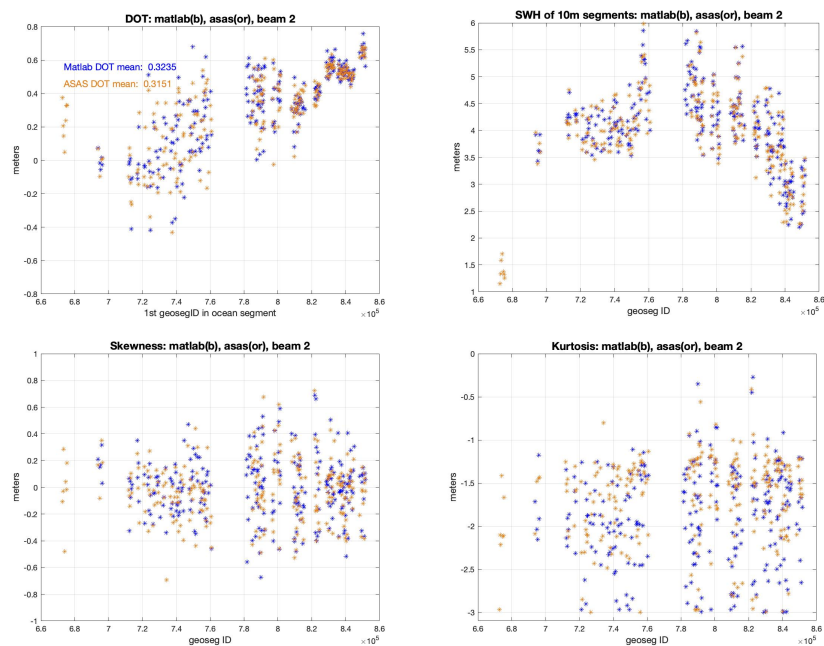 DOT: matlab(b), asas(or), beam 2
0.8
0.6
0.4
0.2
0
-0.2
-0.4
-0.6
-0.8
meters
Matlab DOT mean: 0.3235
ASAS DOT mean: 0.3151
6.6 6.8 7 7.2 7.4 7.6 7.8 8 8.2 8.4 8.6
1st geosegID in ocean segment
×10⁵
SWH of 10m segments: matlab(b), asas(or), beam 2
6
5.5
5
4.5
4
3.5
3
2.5
2
1.5
1
meters
6.6 6.8 7 7.2 7.4 7.6 7.8 8 8.2 8.4 8.6
geoseg ID
×10⁵
Skewness: matlab(b), asas(or), beam 2
1
0.8
0.6
0.4
0.2
0
-0.2
-0.4
-0.6
-0.8
-1
meters
6.6 6.8 7 7.2 7.4 7.6 7.8 8 8.2 8.4 8.6
geoseg ID
×10⁵
Kurtosis: matlab(b), asas(or), beam 2
0
-0.5
-1
-1.5
-2
-2.5
-3
meters
6.6 6.8 7 7.2 7.4 7.6 7.8 8 8.2 8.4 8.6
geoseg ID
×10⁵